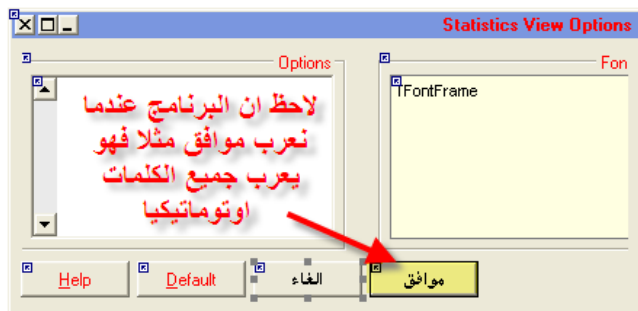 Statistics View Options
Options
Fon
TFontFrame
لاحظ ان البرنامج عندما
نعرب موافق مثلا فهو
يعرب جميع الكلمات
اوتوماتيكيا
Help
Default
الغاء
موافق